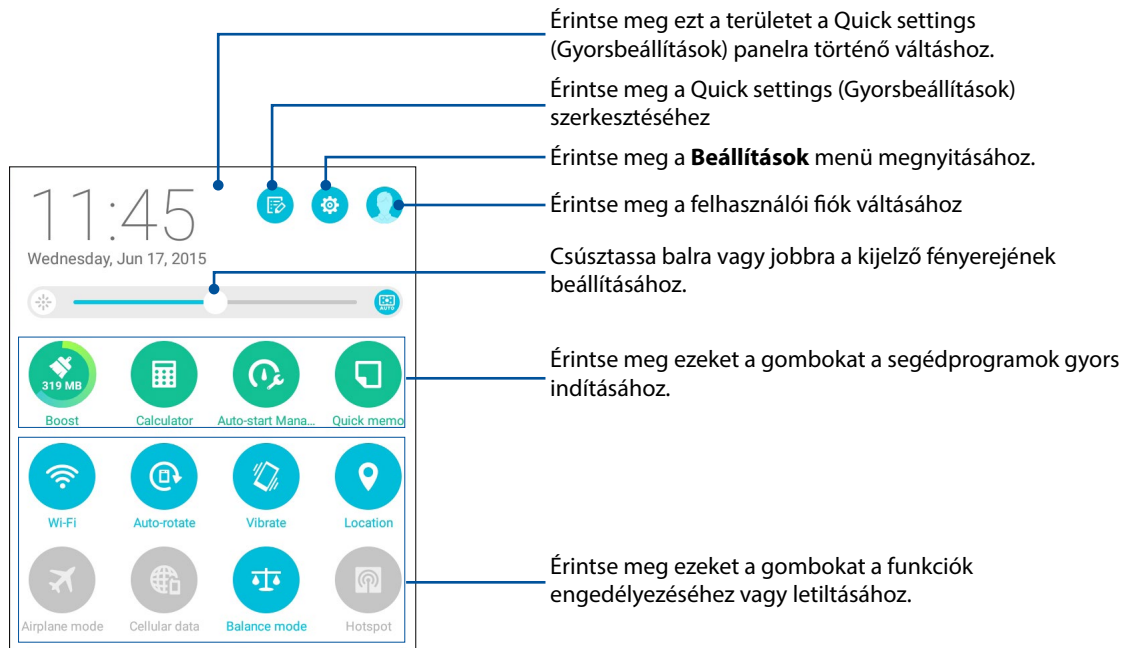 Érintse meg ezt a területet a Quick settings
(Gyorsbeállítások) panelra történő váltáshoz.
Érintse meg a Quick settings (Gyorsbeállítások)
szerkesztéséhez
Érintse meg a Beállítások menü megnyitásához.
Érintse meg a felhasználói fiók váltásához
Csúsztassa balra vagy jobbra a kijelző fényerejének
beállításához.
Érintse meg ezeket a gombokat a segédprogramok gyors
indításához.
Érintse meg ezeket a gombokat a funkciók
engedélyezéséhez vagy letiltásához.
11:45
Wednesday, Jun 17, 2015
AUTO
319 MB
Boost
Calculator
Auto-start Mana...
Quick memo
Wi-Fi
Auto-rotate
Vibrate
Location
Airplane mode
Cellular data
Balance mode
Hotspot